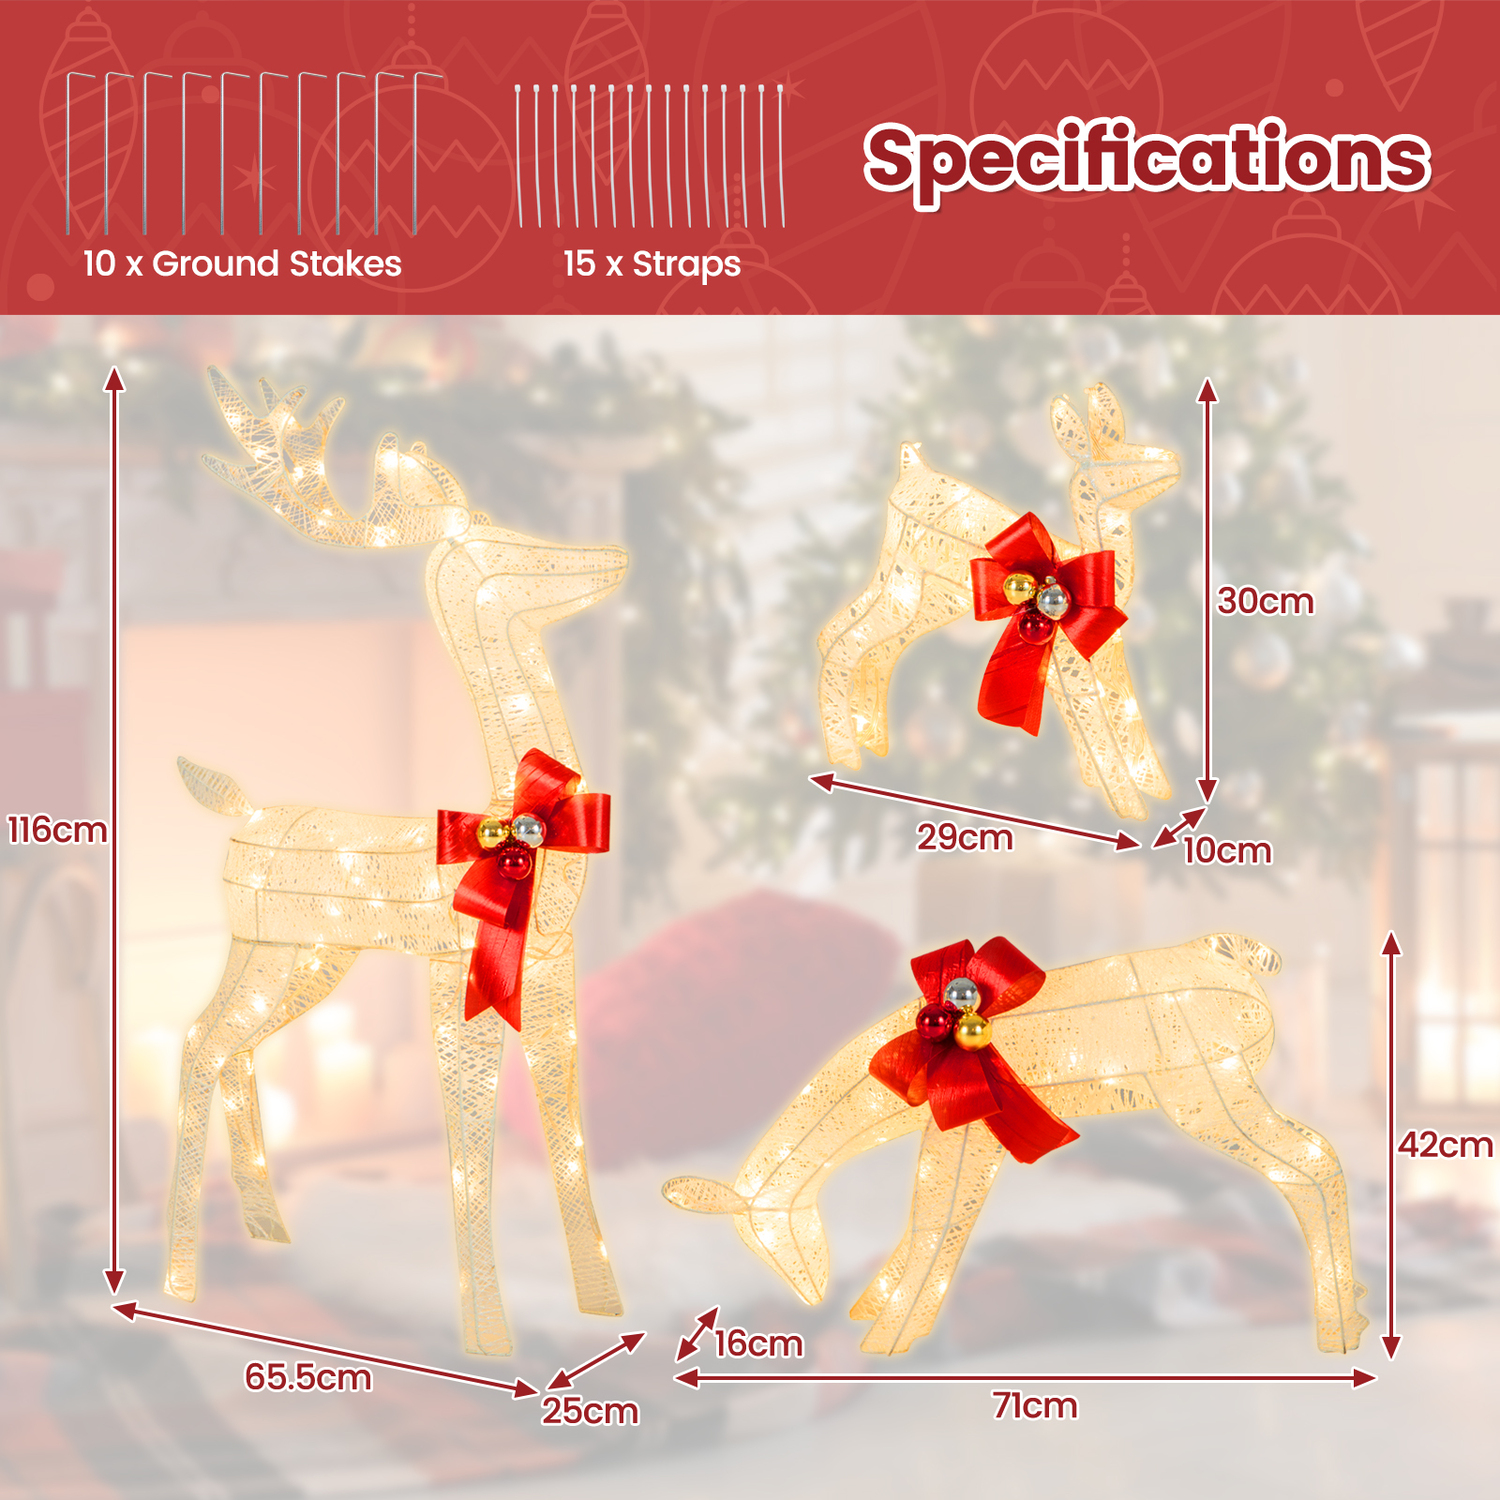 Specifications
10 x Ground Stakes
15 x Straps
116cm
65.5cm
25cm
30cm
29cm
10cm
42cm
16cm
71cm